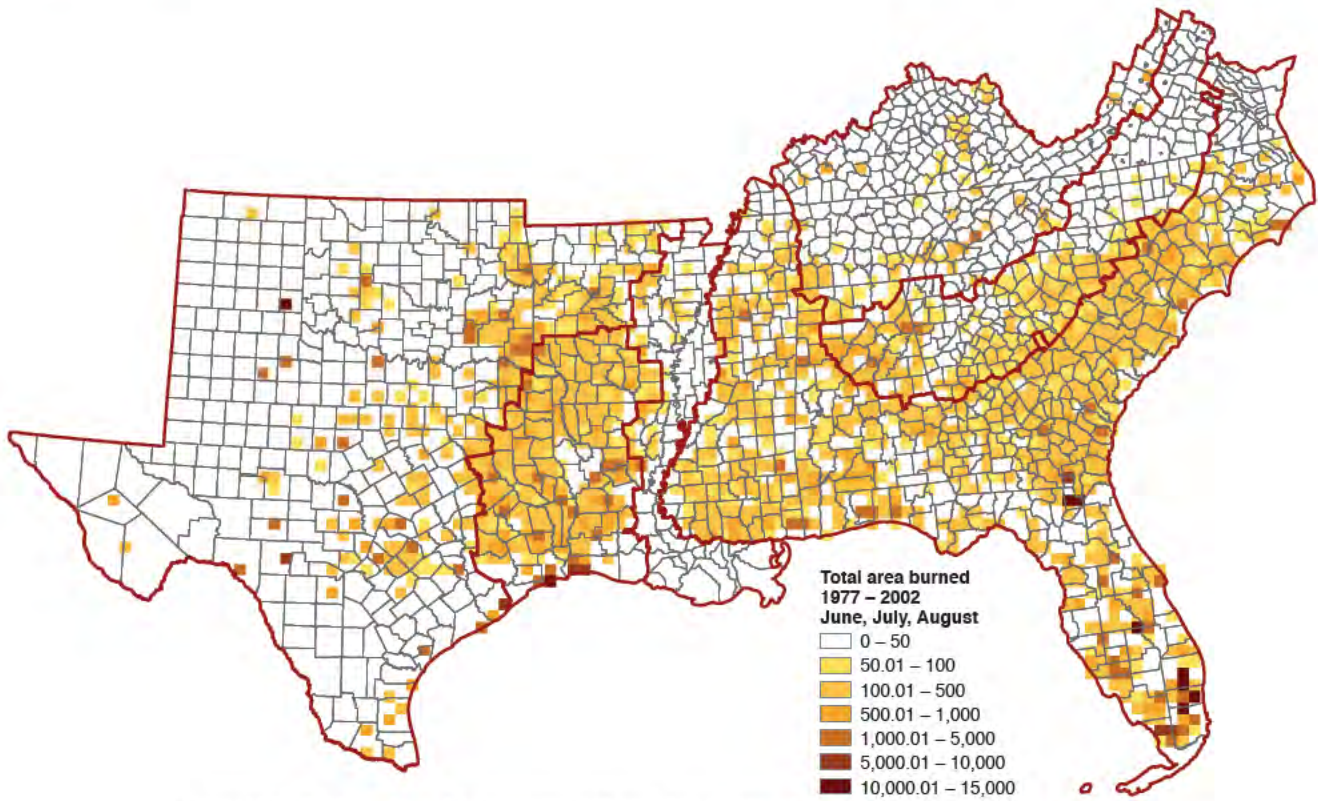 Total area burned
1977 – 2002
June, July, August
0 – 50
50.01 – 100
100.01 – 500
500.01 – 1,000
1,000.01 – 5,000
5,000.01 – 10,000
10,000.01 – 15,000